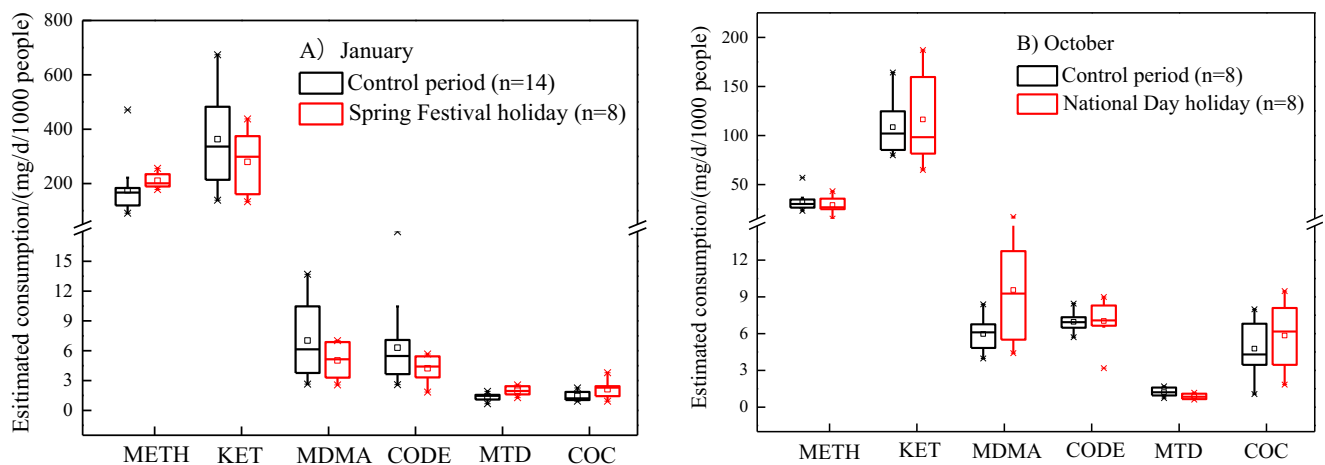 Esitimated consumption/(mg/d/1000 people)
800
600
400
200
15
12
9
6
3
0
A) January
Control period (n=14)
Spring Festival holiday (n=8)
METH KET MDMA CODE MTD COC
Estimated consumption/(mg/d/1000 people)
200
150
100
50
12
9
6
3
0
B) October
Control period (n=8)
National Day holiday (n=8)
METH KET MDMA CODE MTD COC